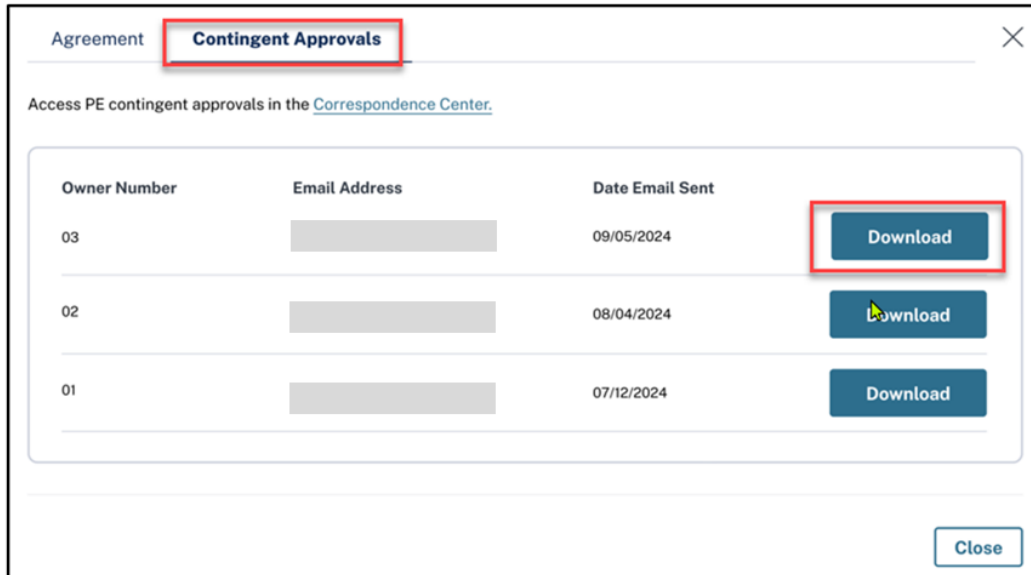 Agreement Contingent Approvals
Access PE contingent approvals in the Correspondence Center.
Owner Number Email Address Date Email Sent
03 09/05/2024 Download
02 08/04/2024 Download
01 07/12/2024 Download
Close